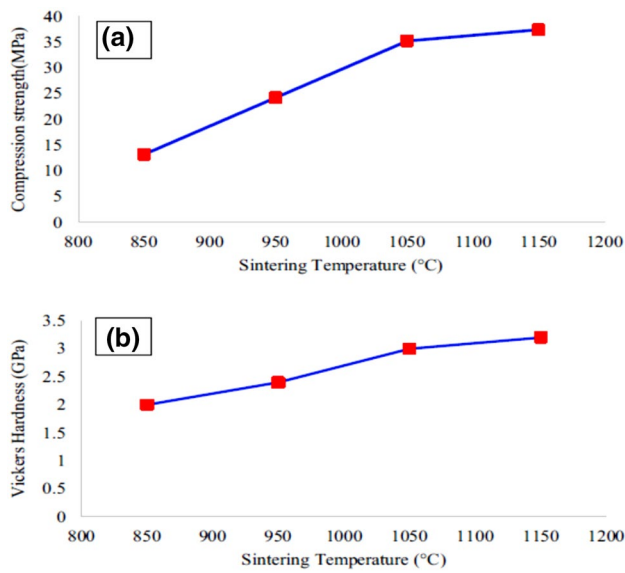 (a)
Compression strength(MPa)
40
35
30
25
20
15
10
5
0
800 850 900 950 1000 1050 1100 1150 1200
Sintering Temperature (°C)
(b)
Vickers Hardness (GPa)
3.5
3
2.5
2
1.5
1
0.5
0
800 850 900 950 1000 1050 1100 1150 1200
Sintering Temperature (°C)